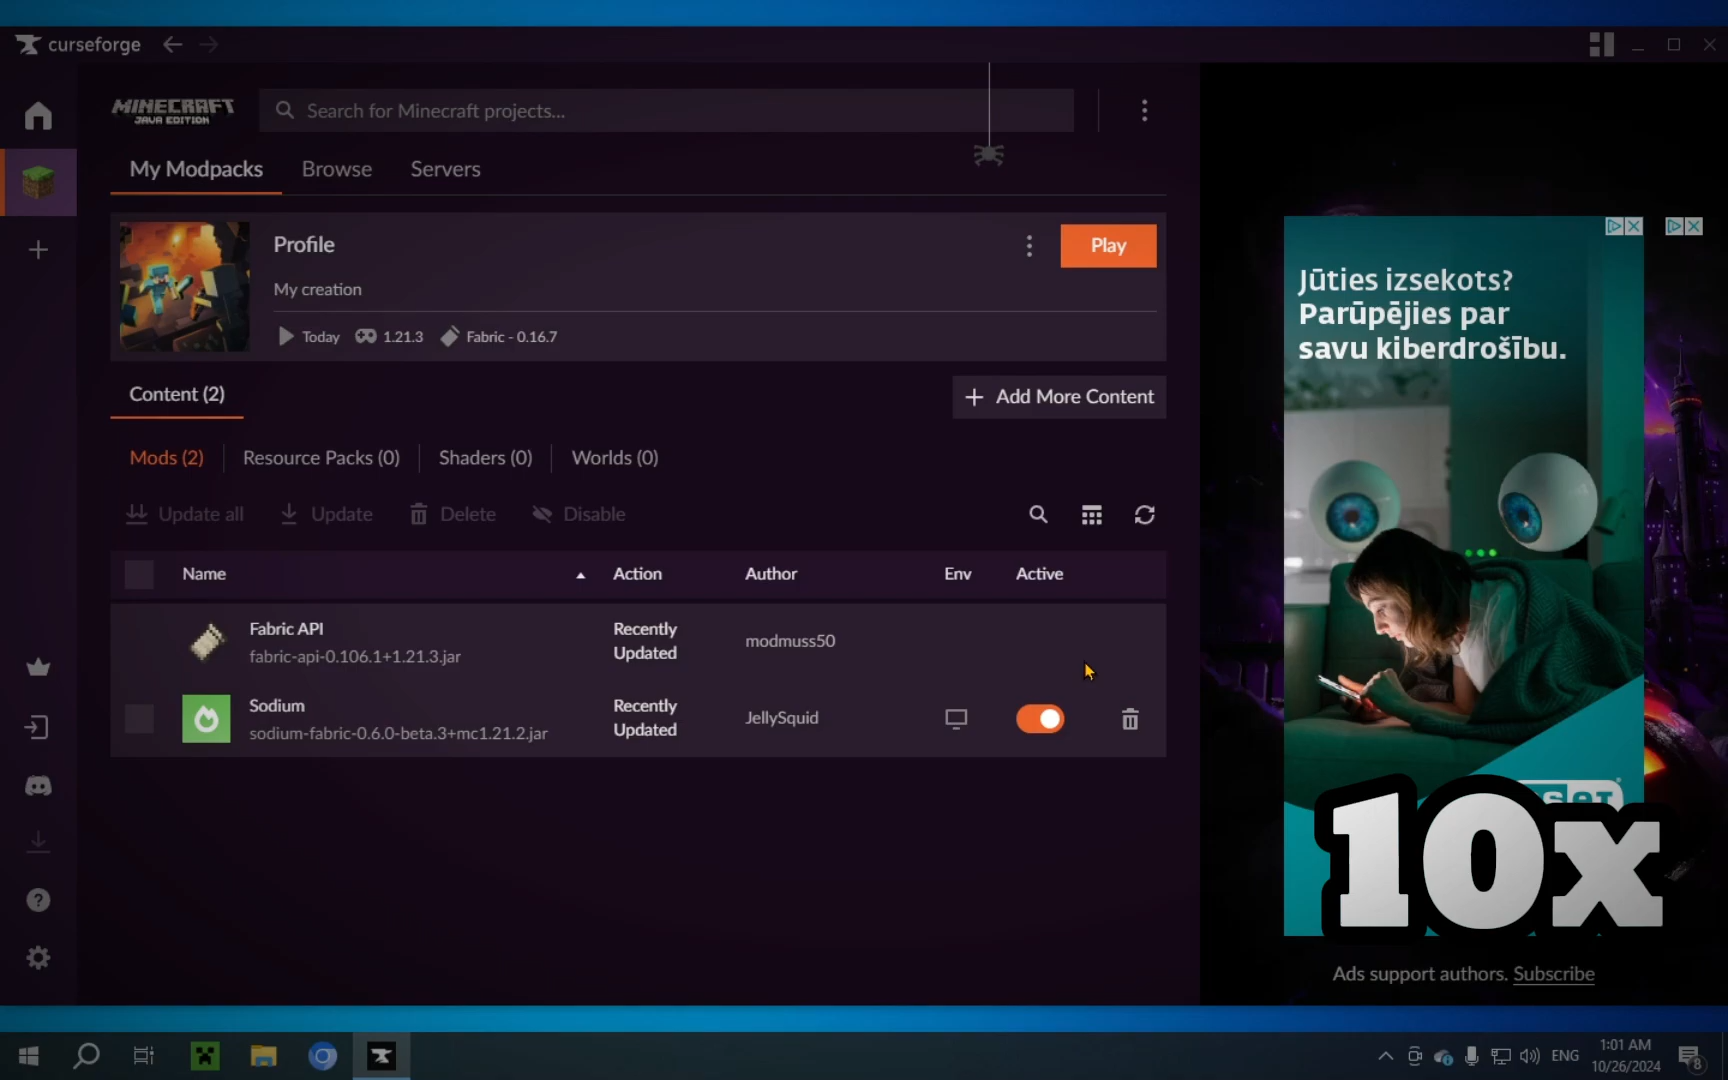 curseforge
MINECRAFT
JAVA EDITION
Search for Minecraft projects...
My Modpacks
Browse
Servers
Profile
Play
My creation
Today
1.21.3
Fabric - 0.16.7
Content (2)
Add More Content
Mods (2)
Resource Packs (0)
Shaders (0)
Worlds (0)
Update all
Update
Delete
Disable
Name
Action
Author
Env
Active
Fabric API
fabric-api-0.106.1+1.21.3.jar
Recently
Updated
modmuss50
Sodium
sodium-fabric-0.6.0-beta.3+mc1.21.2.jar
Recently
Updated
JellySquid
Jūties izsekots?
Parūpējies par
savu kiberdrošību.
10x
Ads support authors. Subscribe
ENG
1:01 AM
10/26/2024
8